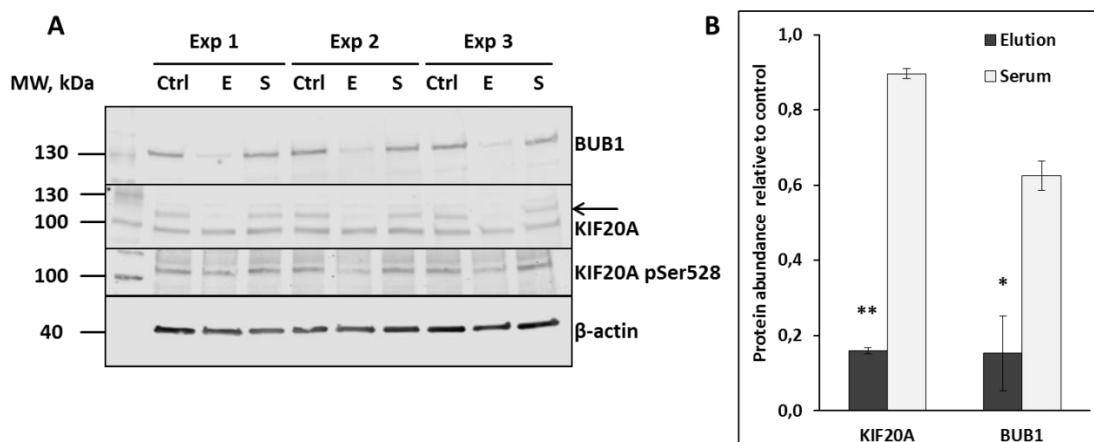 A
Exp 1 Exp 2 Exp 3
MW, kDa Ctrl E S Ctrl E S Ctrl E S
130 BUB1
130
100 KIF20A
100 KIF20A pSer528
40 β-actin
B
Protein abundance relative to control
1,0
0,8
0,6
0,4
0,2
0,0
Elution
Serum
**
*
KIF20A BUB1